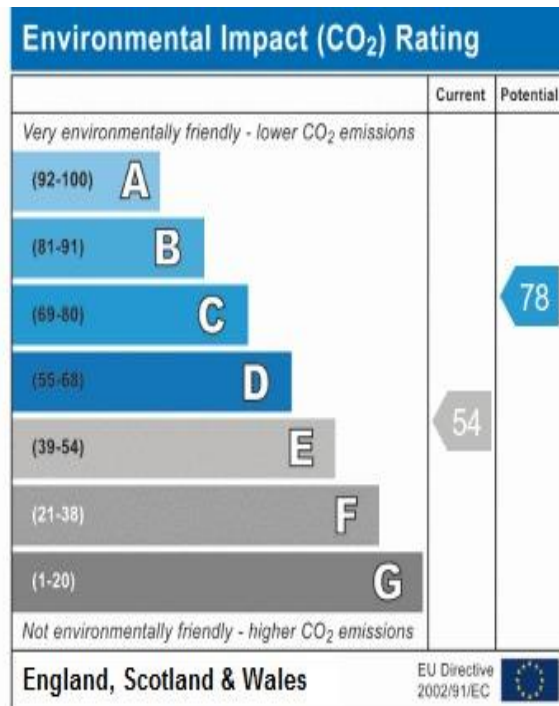 Environmental Impact (CO₂) Rating
Current Potential
Very environmentally friendly - lower CO₂ emissions
(92-100) A
(81-91) B
(69-80) C
78
(55-68) D
(39-54) E
54
(21-38) F
(1-20) G
Not environmentally friendly - higher CO₂ emissions
England, Scotland & Wales
EU Directive
2002/91/EC